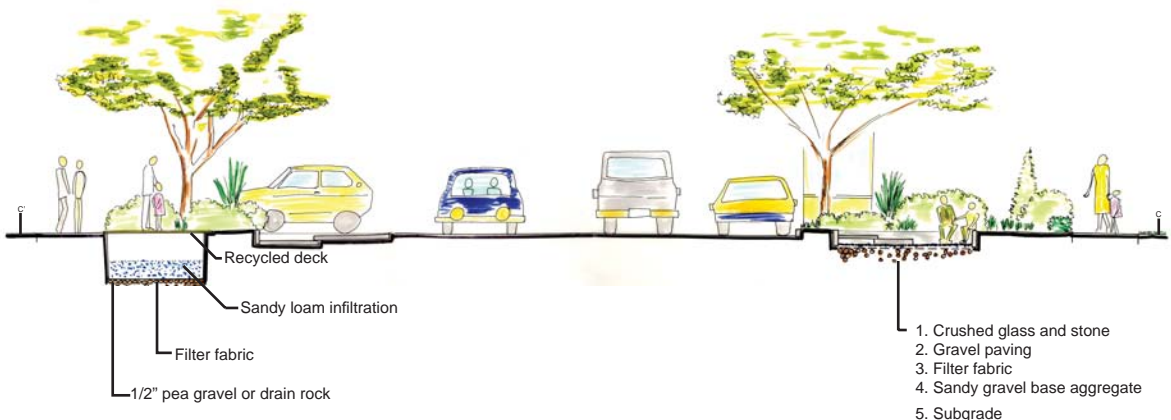 C'
C
Recycled deck
Sandy loam infiltration
Filter fabric
1/2" pea gravel or drain rock
1. Crushed glass and stone
2. Gravel paving
3. Filter fabric
4. Sandy gravel base aggregate
5. Subgrade